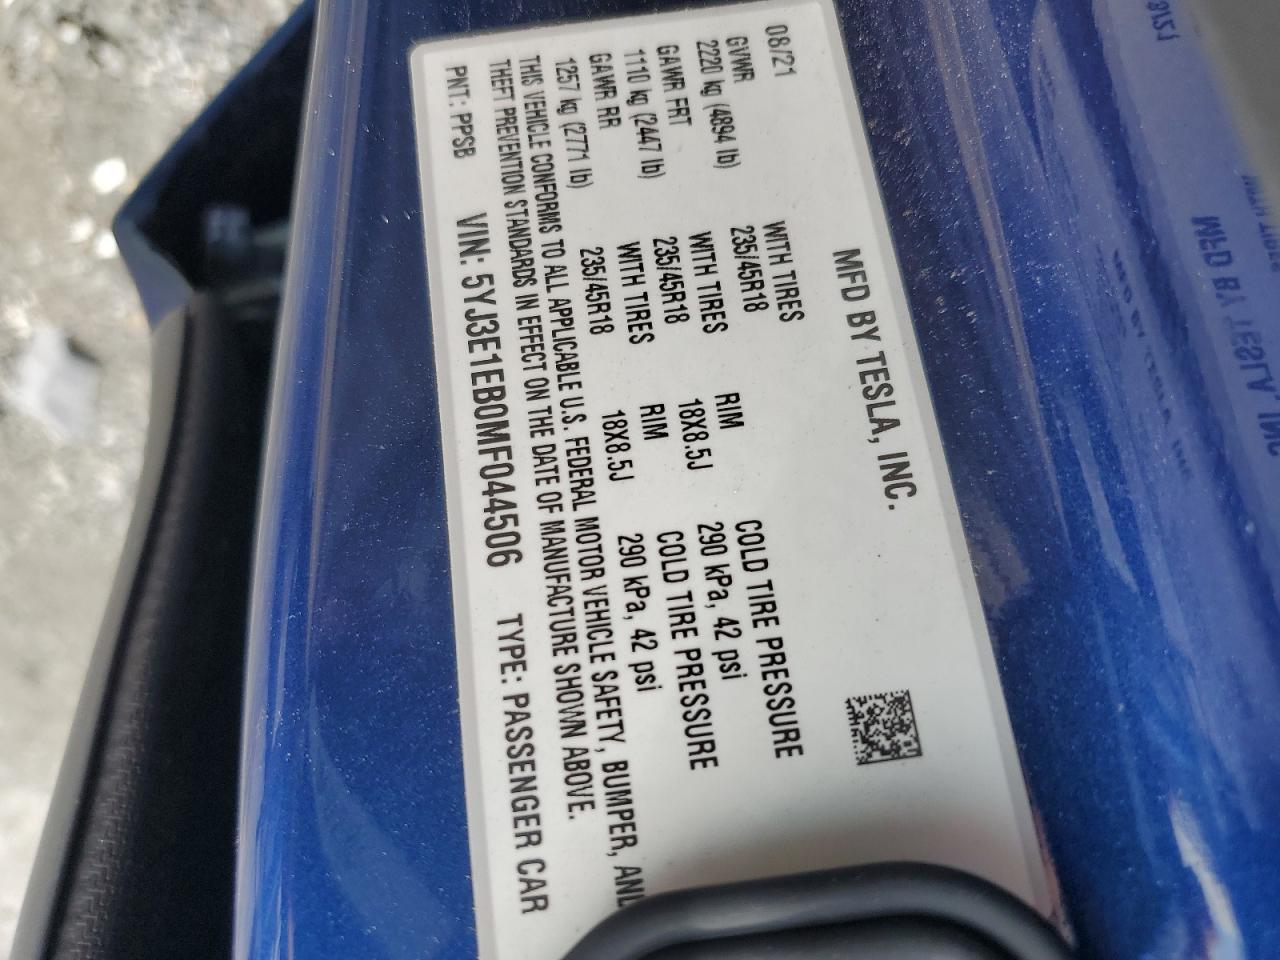 MFD BY TESLA, INC.
08/21
GVWR
2220 kg (4894 lb)
GAWR FRT WITH TIRES RIM COLD TIRE PRESSURE
1110 kg (2447 lb) 235/45R18 18X8.5J 290 kPa, 42 psi
GAWR RR WITH TIRES RIM COLD TIRE PRESSURE
1257 kg (2771 lb) 235/45R18 18X8.5J 290 kPa, 42 psi
WITH TIRES
235/45R18
THIS VEHICLE CONFORMS TO ALL APPLICABLE U.S. FEDERAL MOTOR VEHICLE SAFETY, BUMPER, AND
THEFT PREVENTION STANDARDS IN EFFECT ON THE DATE OF MANUFACTURE SHOWN ABOVE.
PNT: PPSB VIN: 5YJ3E1EB0MF044506 TYPE: PASSENGER CAR